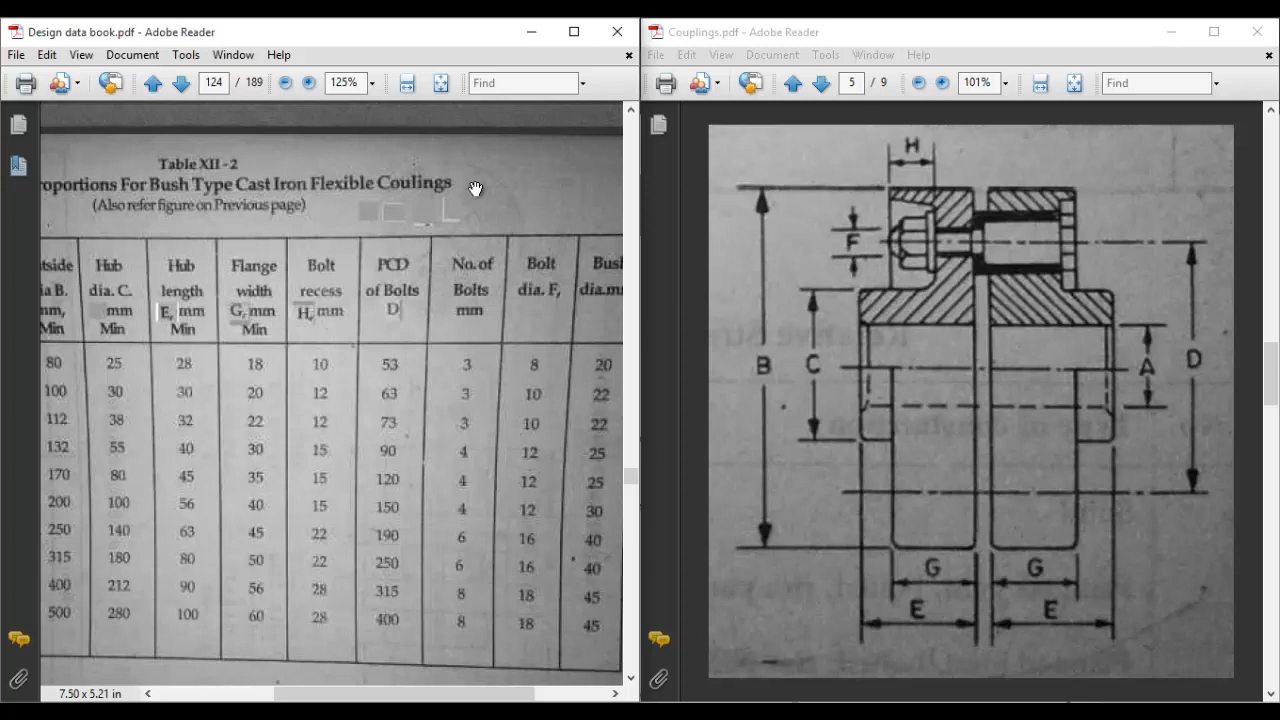 Design data book.pdf - Adobe Reader
File Edit View Document Tools Window Help
124 / 189 125% Find
Table XII - 2
roportions For Bush Type Cast Iron Flexible Coulings
(Also refer figure on Previous page)
tside Hub Hub Flange Bolt PCD No. of Bolt Bus
ia B. dia. C. length width recess of Bolts Bolts dia. F, dia.m
mm, mm E, mm G, mm H, mm D mm
Min Min Min Min
80 25 28 18 10 53 3 8 20
100 30 30 20 12 63 3 10 22
112 38 32 22 12 73 3 10 22
132 55 40 30 15 90 4 12 25
170 80 45 35 15 120 4 12 25
200 100 56 40 15 150 4 12 30
250 140 63 45 22 190 6 16 40
315 180 80 50 22 250 6 16 40
400 212 90 56 28 315 8 18 45
500 280 100 60 28 400 8 18 45
7.50 x 5.21 in
Couplings.pdf - Adobe Reader
File Edit View Document Tools Window Help
5 / 9 101% Find
H
F
B C A D
G G
E E